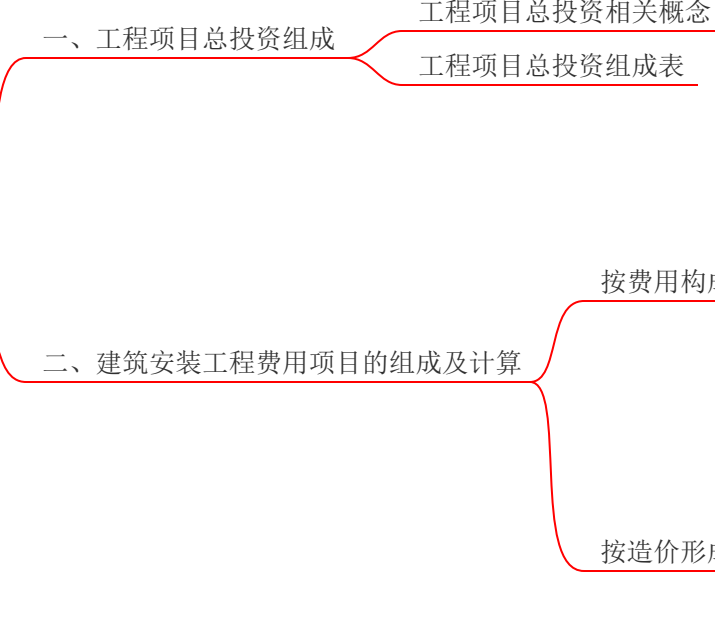 工程项目总投资相关概念
一、工程项目总投资组成
工程项目总投资组成表
按费用构
二、建筑安装工程费用项目的组成及计算
按造价形